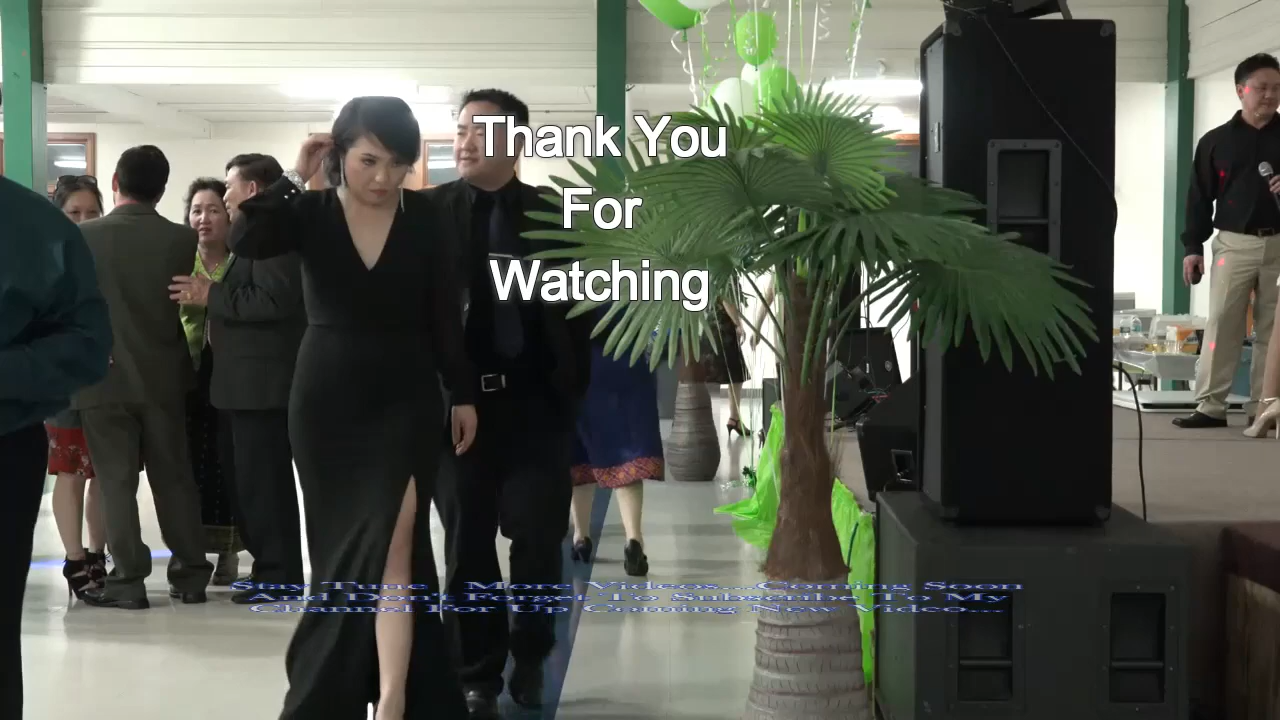 Thank You
For
Watching
Stay Tune More Videos...Coming Soon
And Don't Forget To Subscribe To My
Channel For Up Coming New Video...